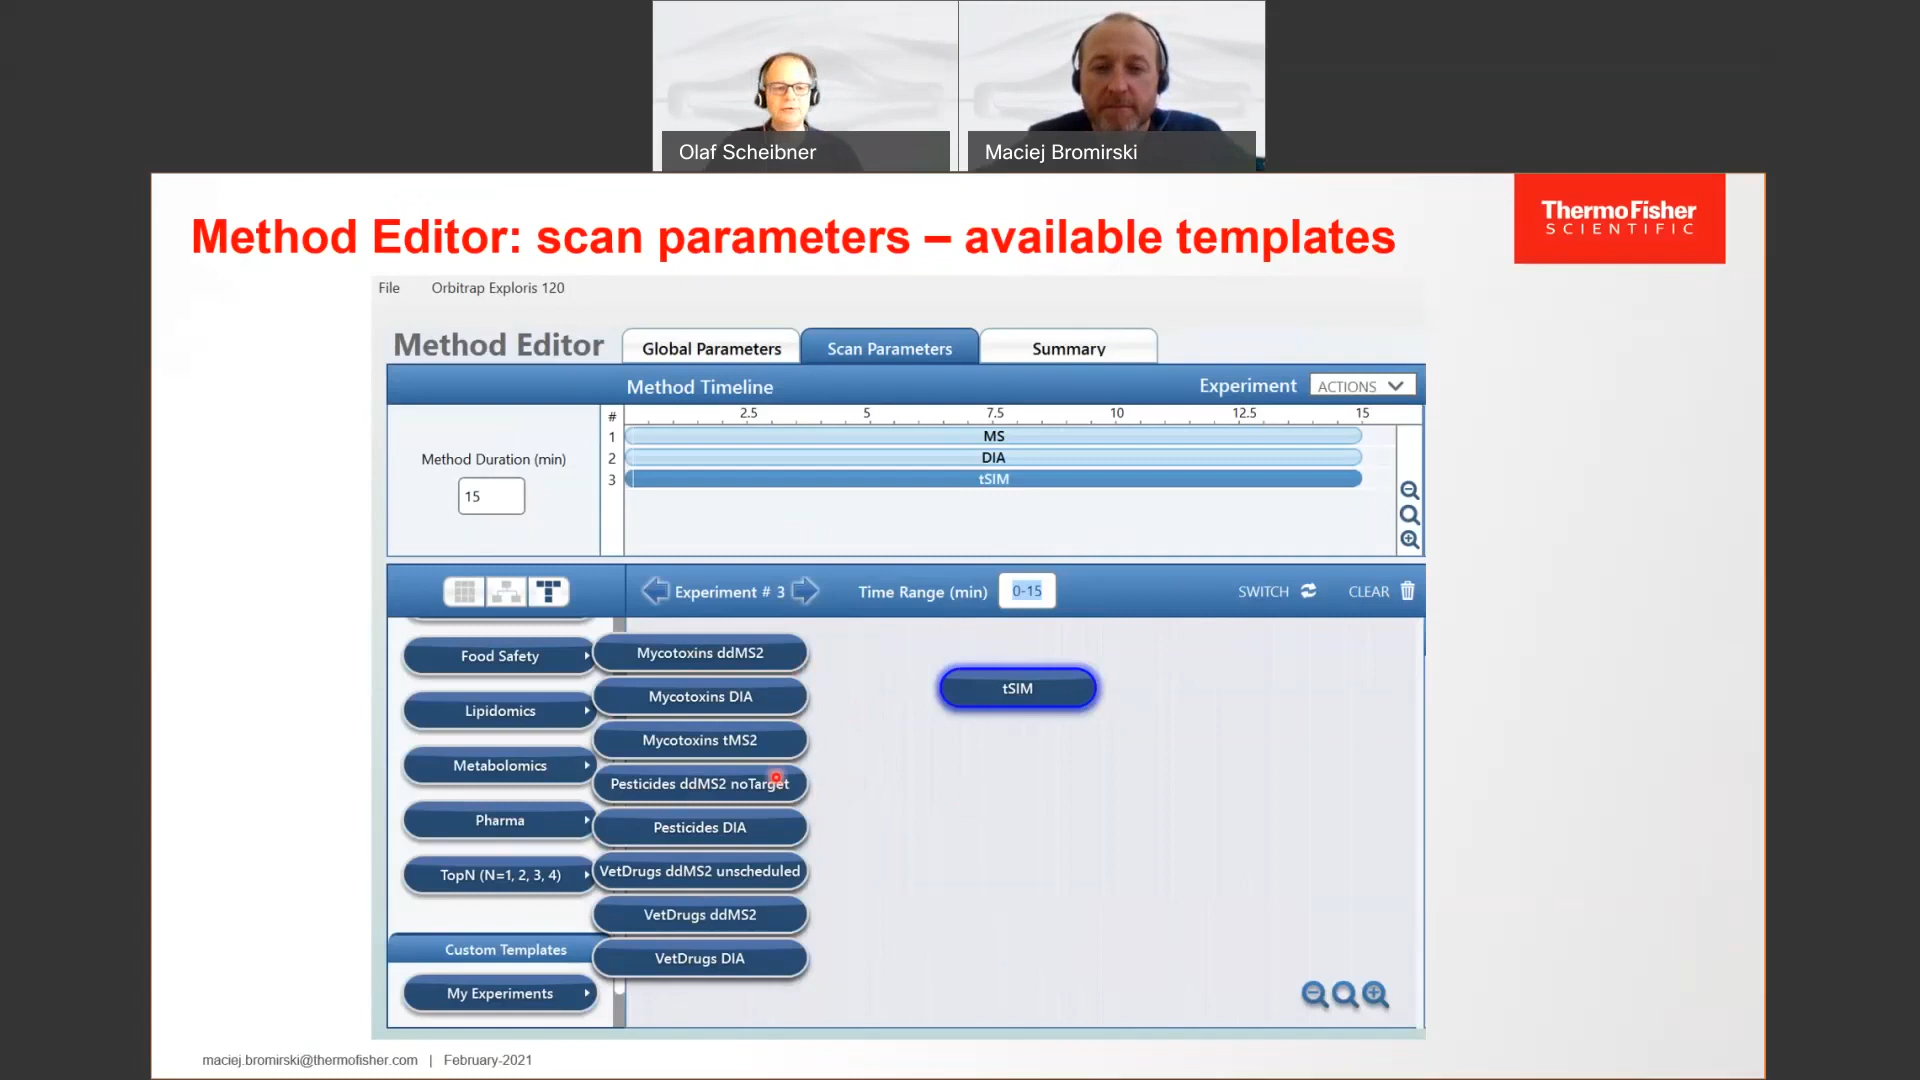 Olaf Scheibner
Maciej Bromirski
Method Editor: scan parameters – available templates
ThermoFisher
SCIENTIFIC
File Orbitrap Exploris 120
Method Editor Global Parameters Scan Parameters Summary
Method Timeline Experiment ACTIONS
# 2.5 5 7.5 10 12.5 15
1 MS
2 DIA
3 tSIM
Method Duration (min)
15
Experiment # 3 Time Range (min) 0-15 SWITCH CLEAR
Food Safety
Lipidomics
Metabolomics
Pharma
TopN (N=1, 2, 3, 4)
Custom Templates
My Experiments
Mycotoxins ddMS2
Mycotoxins DIA
Mycotoxins tMS2
Pesticides ddMS2 noTarget
Pesticides DIA
VetDrugs ddMS2 unscheduled
VetDrugs ddMS2
VetDrugs DIA
tSIM
maciej.bromirski@thermofisher.com | February-2021